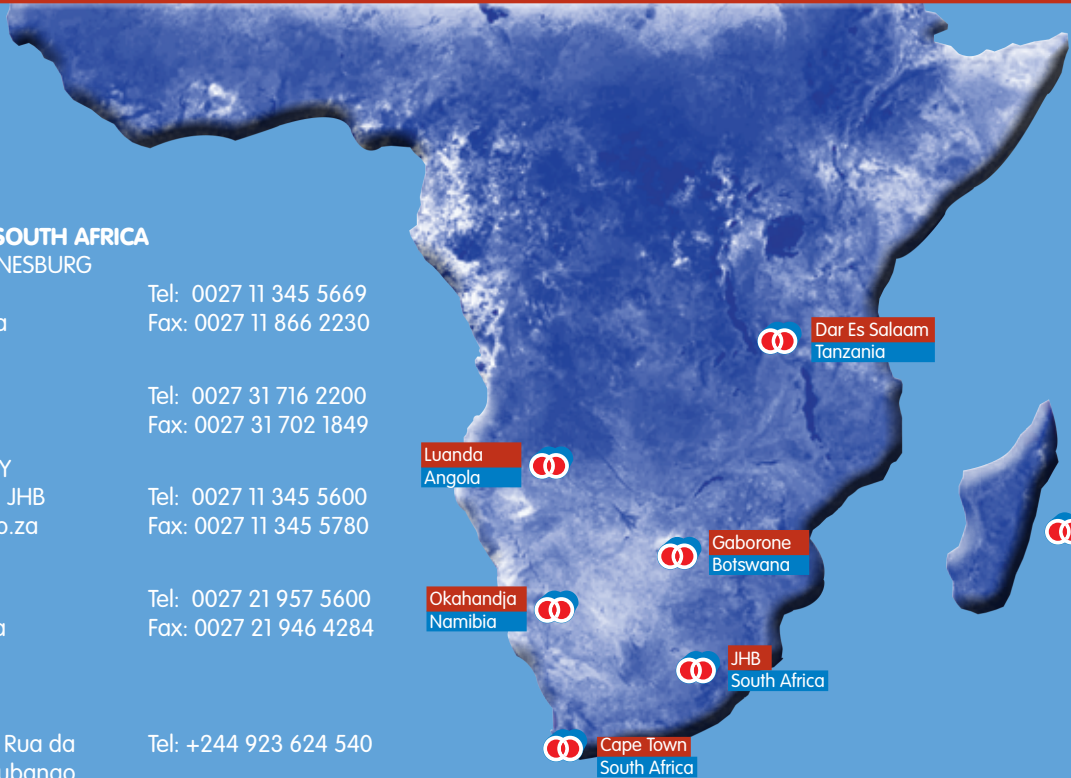 SOUTH AFRICA
NESBURG
Tel: 0027 11 345 5669
a Fax: 0027 11 866 2230
Tel: 0027 31 716 2200
Fax: 0027 31 702 1849
Y
JHB Tel: 0027 11 345 5600
o.za Fax: 0027 11 345 5780
Tel: 0027 21 957 5600
a Fax: 0027 21 946 4284
Rua da Tel: +244 923 624 540
ubango
Dar Es Salaam
Tanzania
Luanda
Angola
Gaborone
Botswana
Okahandja
Namibia
JHB
South Africa
Cape Town
South Africa